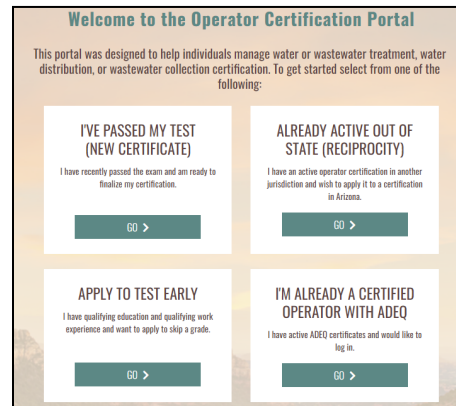 Welcome to the Operator Certification Portal
This portal was designed to help individuals manage water or wastewater treatment, water
distribution, or wastewater collection certification. To get started select from one of the
following:
I'VE PASSED MY TEST
(NEW CERTIFICATE)
I have recently passed the exam and am ready to
finalize my certification.
GO >
ALREADY ACTIVE OUT OF
STATE (RECIPROCITY)
I have an active operator certification in another
jurisdiction and wish to apply it to a certification
in Arizona.
GO >
APPLY TO TEST EARLY
I have qualifying education and qualifying work
experience and want to apply to skip a grade.
GO >
I'M ALREADY A CERTIFIED
OPERATOR WITH ADEQ
I have active ADEQ certificates and would like to
log in.
GO >